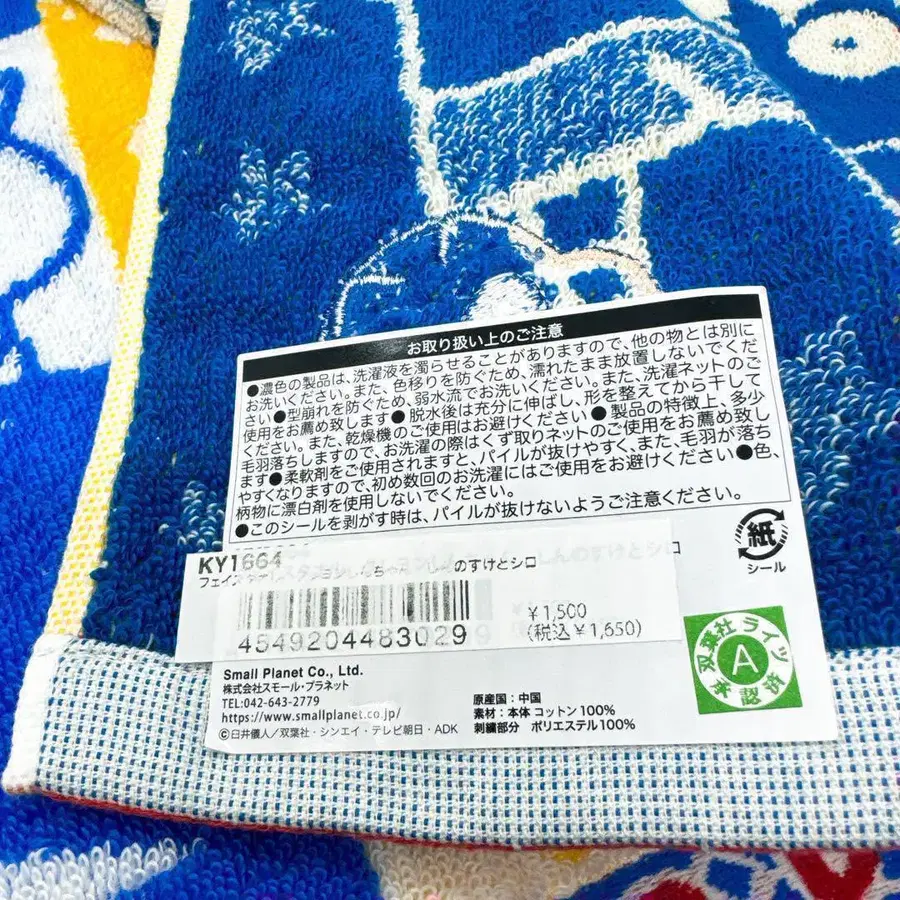 お取り扱い上のご注意
●濃色の製品は、洗濯液を濁らせることがありますので、他の物とは別に
お洗いください。また、色移りを防ぐため、濡れたまま放置しないでくだ
さい●型崩れを防ぐため、弱水流でお洗いください。また、洗濯ネットのご
使用をお薦め致します●脱水後は充分に伸ばし、形を整えてから干して
ください。また、乾燥機のご使用はお避けください●製品の特徴上、多少
毛羽落ちしますので、お洗濯の際はくず取りネットのご使用をお薦め致し
ます●柔軟剤をご使用されますと、パイルが抜けやすく、また、毛羽が落ち
やすくなりますので、初め数回のお洗濯にはご使用をお避けください●色、
柄物に漂白剤を使用しないでください。
●このシールを剥がす時は、パイルが抜けないようご注意ください。
紙
シール
KY1664
のすけとシロ
4549204483029
¥1,500
(税込¥1,650)
Small Planet Co., Ltd.
株式会社スモール・プラネット
TEL:042-643-2779
https://www.smallplanet.co.jp/
©臼井儀人/双葉社・シンエイ・テレビ朝日・ADK
原産国：中国
素材：本体 コットン100%
刺繍部分 ポリエステル100%
双葉社ライツ
A
承認